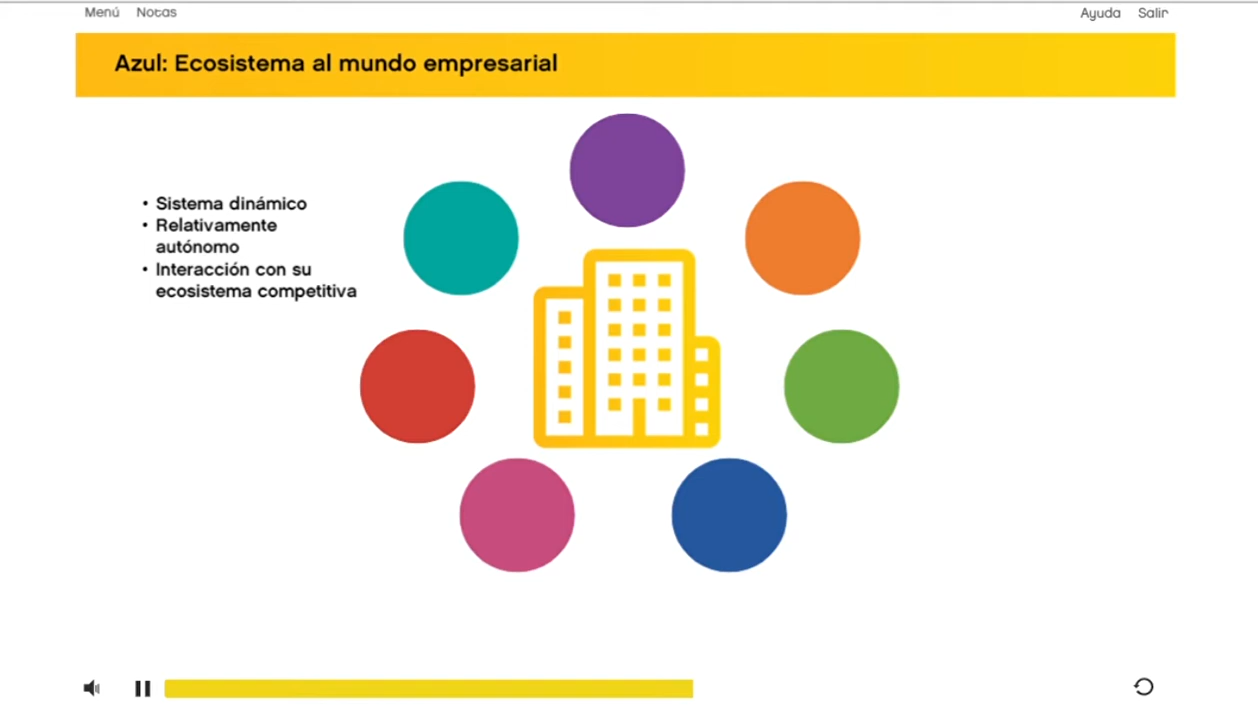 Menú Notas Ayuda Salir
Azul: Ecosistema al mundo empresarial
• Sistema dinámico
• Relativamente
autónomo
• Interacción con su
ecosistema competitiva